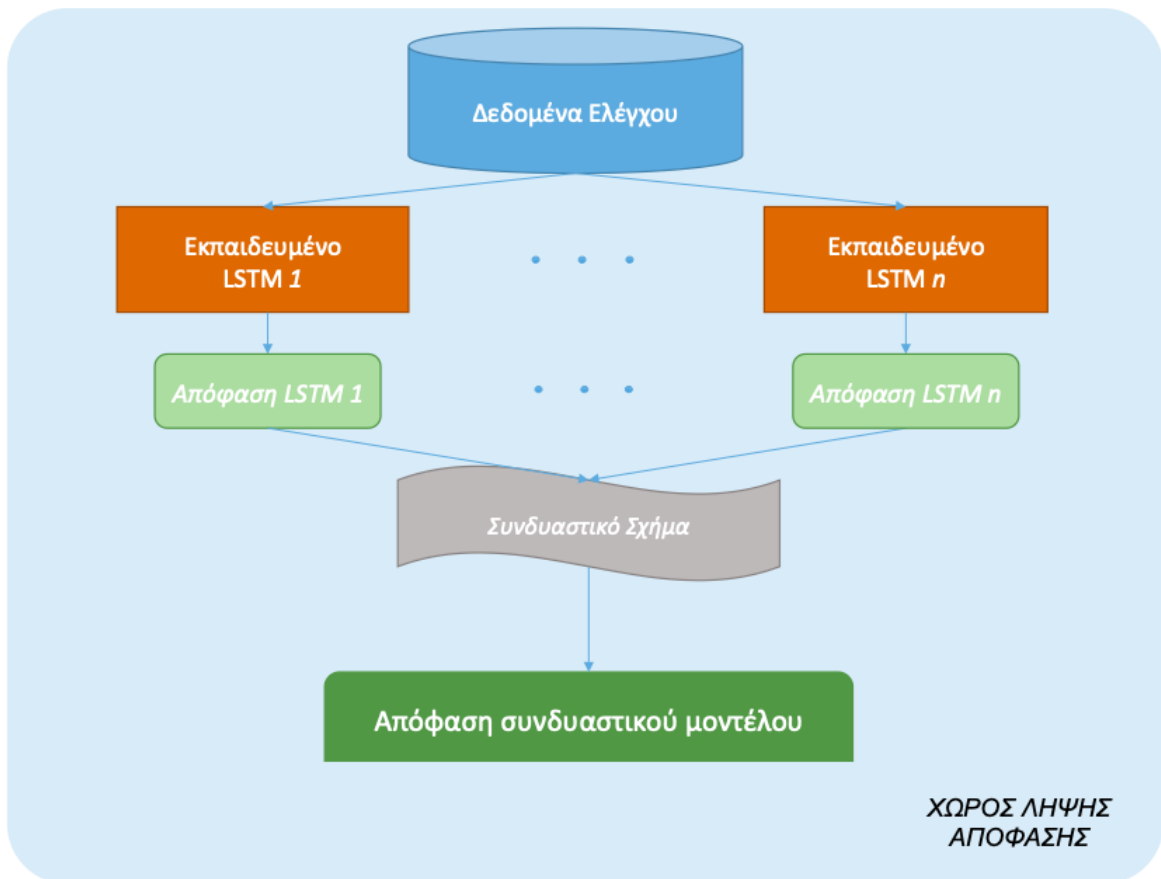 Δεδομένα Ελέγχου
Εκπαιδευμένο
LSTM 1
Εκπαιδευμένο
LSTM n
Απόφαση LSTM 1
Απόφαση LSTM n
Συνδυαστικό Σχήμα
Απόφαση συνδυαστικού μοντέλου
ΧΩΡΟΣ ΛΗΨΗΣ
ΑΠΟΦΑΣΗΣ